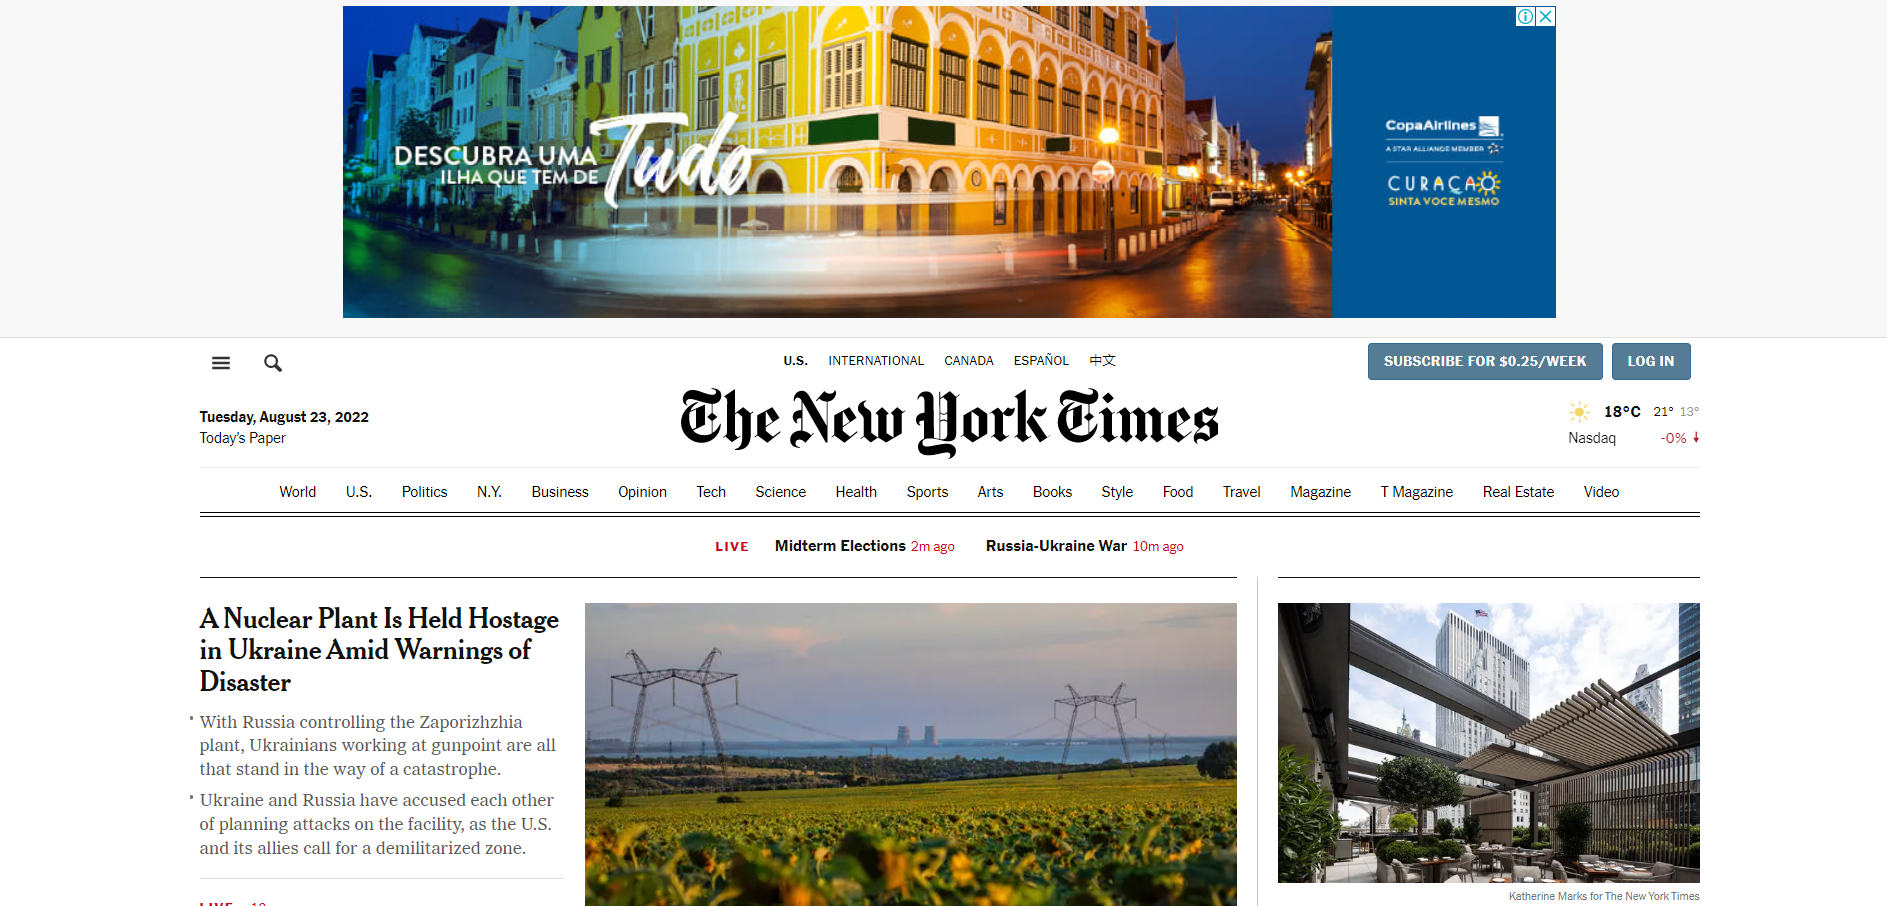 DESCUBRA UMA
ILHA QUE TEM DE
Tudo
CopaAirlines
A STAR ALLIANCE MEMBER
CURAÇAO
SINTA VOCE MESMO
U.S. INTERNATIONAL CANADA ESPAÑOL 中文
SUBSCRIBE FOR $0.25/WEEK LOG IN
Tuesday, August 23, 2022
Today's Paper
The New York Times
18°C 21° 13°
Nasdaq -0%
World U.S. Politics N.Y. Business Opinion Tech Science Health Sports Arts Books Style Food Travel Magazine T Magazine Real Estate Video
LIVE Midterm Elections 2m ago Russia-Ukraine War 10m ago
A Nuclear Plant Is Held Hostage
in Ukraine Amid Warnings of
Disaster
With Russia controlling the Zaporizhzhia
plant, Ukrainians working at gunpoint are all
that stand in the way of a catastrophe.
Ukraine and Russia have accused each other
of planning attacks on the facility, as the U.S.
and its allies call for a demilitarized zone.
Katherine Marks for The New York Times